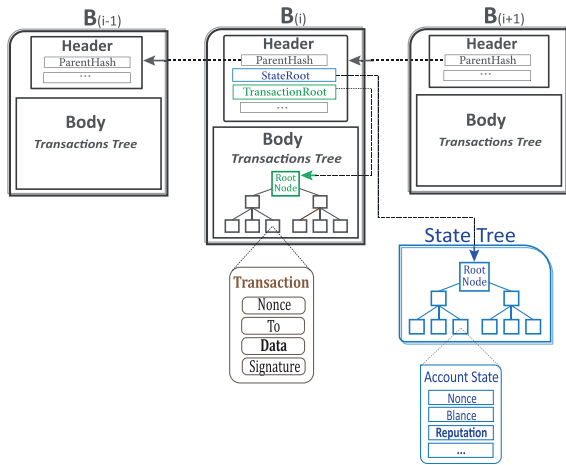 B(i-1)
Header
ParentHash
...
Body
Transactions Tree
B(i)
Header
ParentHash
StateRoot
TransactionRoot
...
Body
Transactions Tree
Root
Node
Transaction
Nonce
To
Data
Signature
B(i+1)
Header
ParentHash
...
Body
Transactions Tree
State Tree
Root
Node
Account State
Nonce
Blance
Reputation
...